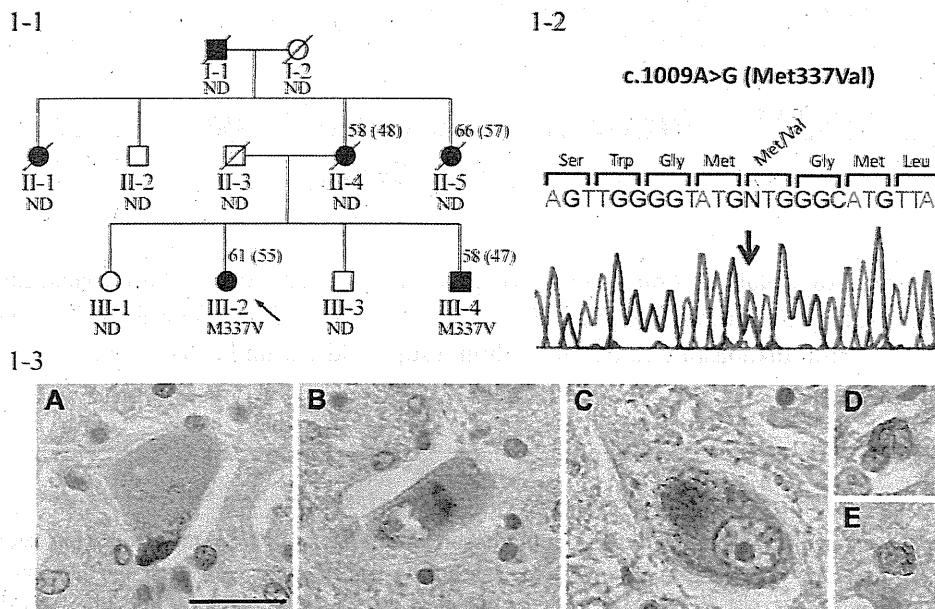 1-1
I-1 I-2
ND ND
58 (48) 66 (57)
II-1 II-2 II-3 II-4 II-5
ND ND ND ND ND
61 (55) 58 (47)
III-1 III-2 III-3 III-4
ND M337V ND M337V
1-2
c.1009A>G (Met337Val)
Ser Trp Gly Met Met/Val Gly Met Leu
AGTTGGGGTATGNTGGGCATGTTA
1-3
A B C D
E